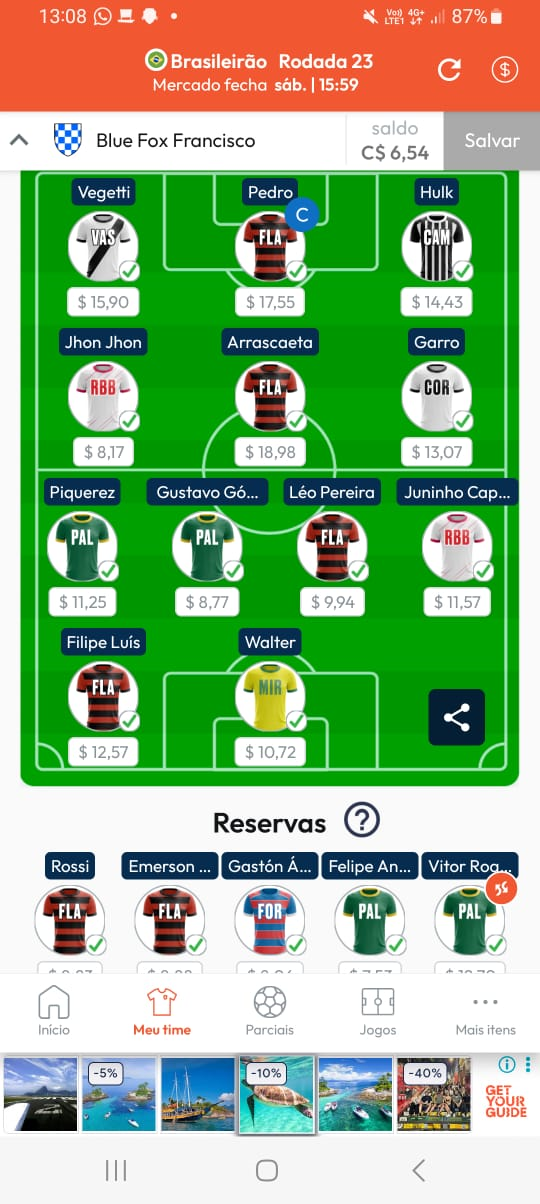 13:08
Vo)) 4G+
LTE1
87%
Brasileirão Rodada 23
Mercado fecha sáb. | 15:59
$
Blue Fox Francisco
saldo
C$ 6,54
Salvar
Vegetti Pedro Hulk
C
VAS FLA CAM
$ 15,90 $ 17,55 $ 14,43
Jhon Jhon Arrascaeta Garro
RBB FLA COR
$ 8,17 $ 18,98 $ 13,07
Piquerez Gustavo Gó... Léo Pereira Juninho Cap...
PAL PAL FLA RBB
$ 11,25 $ 8,77 $ 9,94 $ 11,57
Filipe Luís Walter
FLA MIR
$ 12,57 $ 10,72
Reservas ?
Rossi Emerson ... Gastón Á... Felipe An... Vitor Roq...
FLA FLA FOR PAL PAL
Início Meu time Parciais Jogos Mais itens
-5% -10% -40%
GET
YOUR
GUIDE